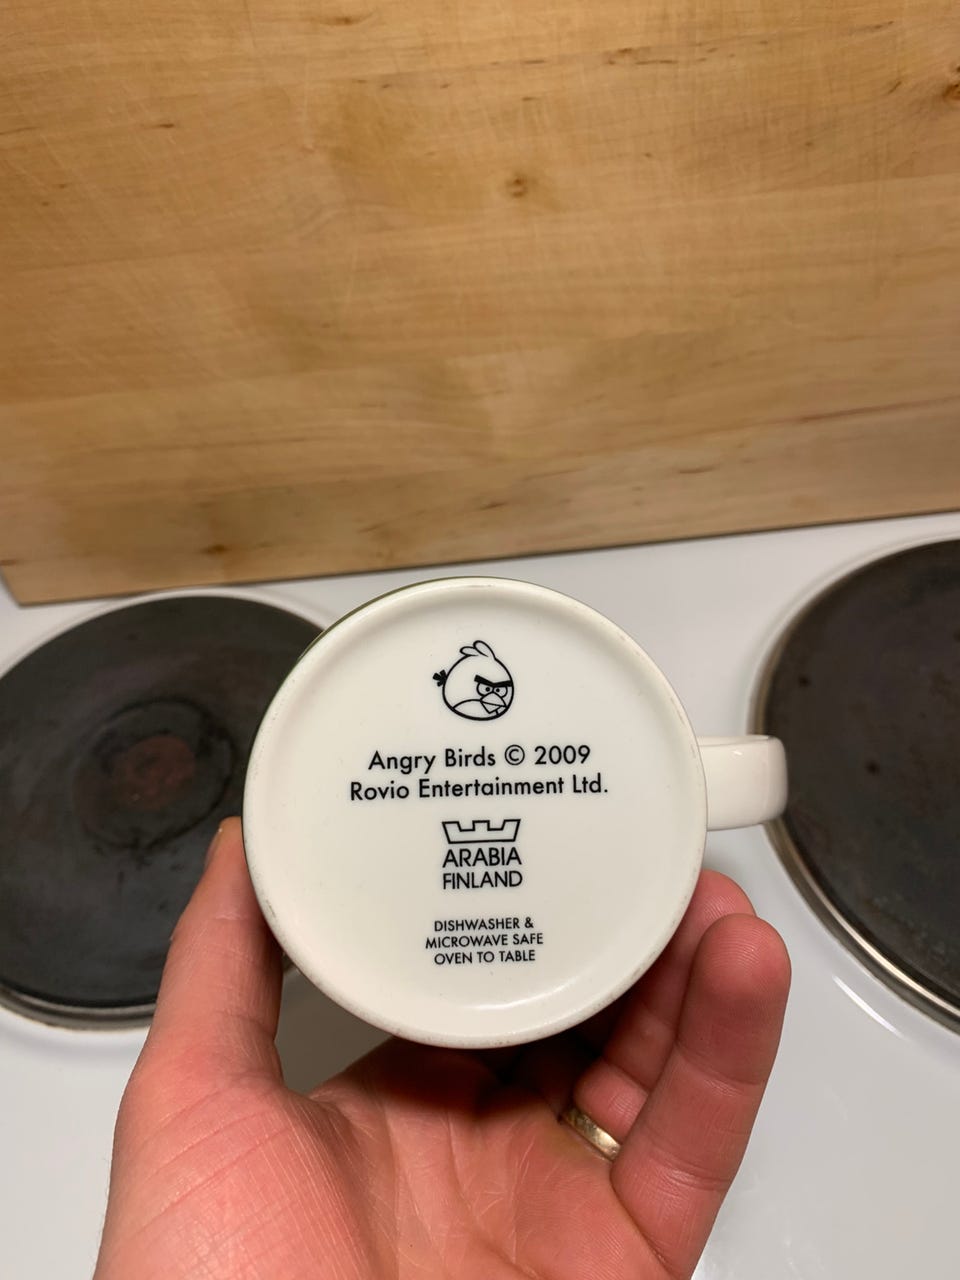 Angry Birds © 2009
Rovio Entertainment Ltd.
ARABIA
FINLAND
DISHWASHER &
MICROWAVE SAFE
OVEN TO TABLE